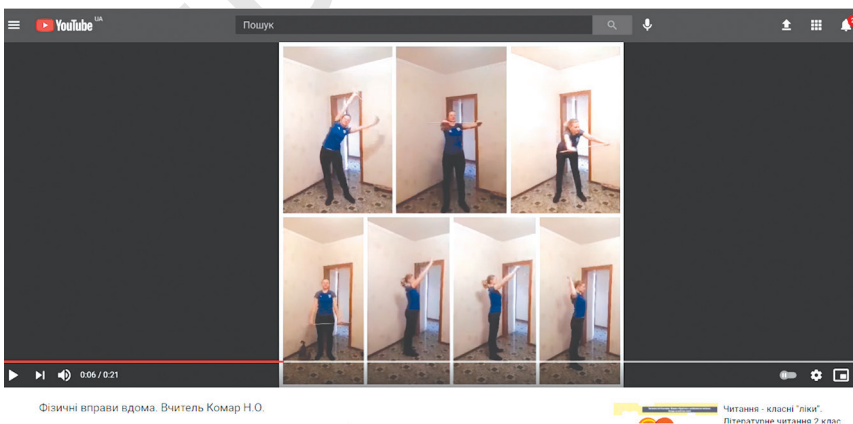 YouTube UA
Пошук
0:06 / 0:21
Фізичні вправи вдома. Вчитель Комар Н.О.
Читання - класні "ліки".
Літературне читання 2 клас